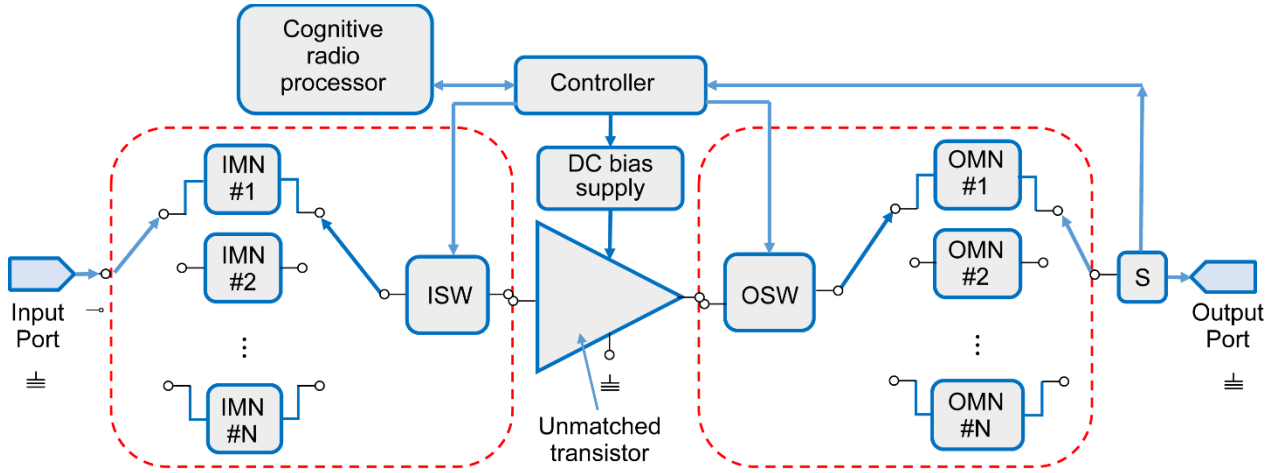 Cognitive
radio
processor
Controller
DC bias
supply
IMN
#1
IMN
#2
...
IMN
#N
ISW
OSW
OMN
#1
OMN
#2
...
OMN
#N
S
Input
Port
Output
Port
Unmatched
transistor